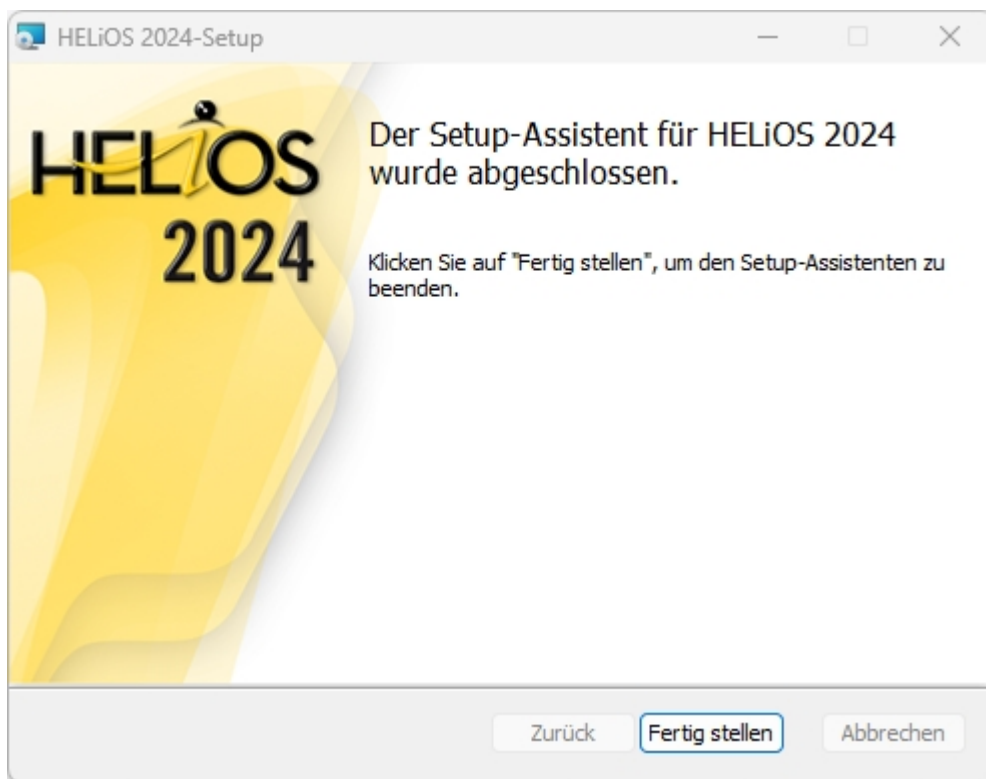 HELiOS 2024-Setup
HELiOS
2024
Der Setup-Assistent für HELiOS 2024
wurde abgeschlossen.
Klicken Sie auf "Fertig stellen", um den Setup-Assistenten zu
beenden.
Zurück
Fertig stellen
Abbrechen